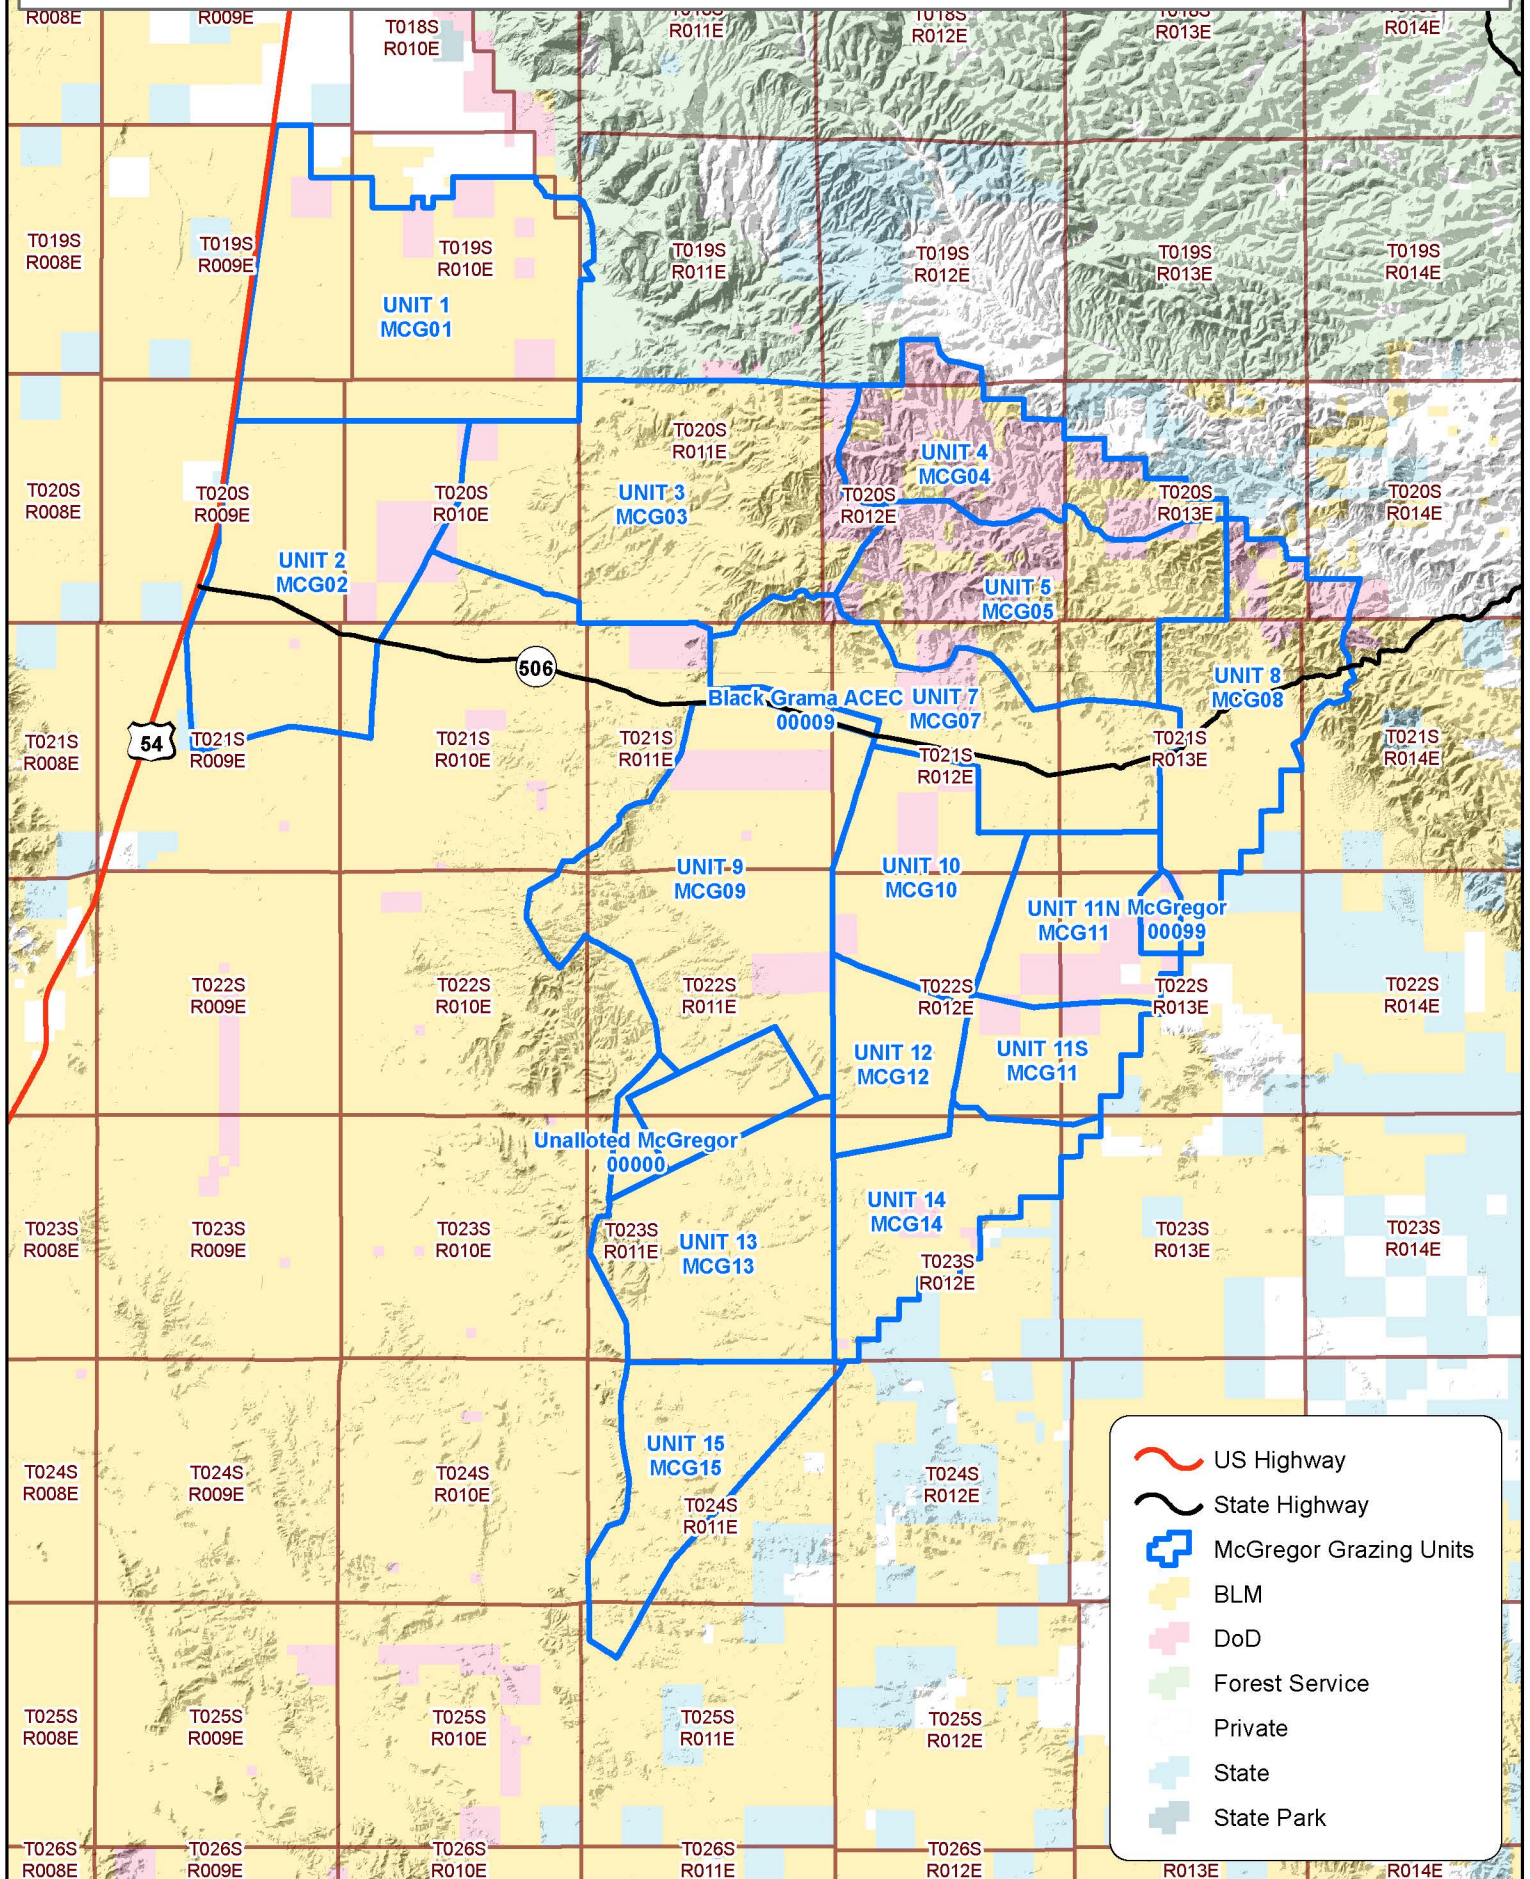 R008E
R009E
T018S
R010E
T018S
R011E
T018S
R012E
T018S
R013E
R014E
T019S
R008E
T019S
R009E
T019S
R010E
T019S
R011E
T019S
R012E
T019S
R013E
T019S
R014E
UNIT 1
MCG01
T020S
R008E
T020S
R009E
T020S
R010E
T020S
R011E
T020S
R012E
T020S
R013E
T020S
R014E
UNIT 2
MCG02
UNIT 3
MCG03
UNIT 4
MCG04
UNIT 5
MCG05
506
54
Black Grama ACEC
00009
UNIT 7
MCG07
UNIT 8
MCG08
T021S
R008E
T021S
R009E
T021S
R010E
T021S
R011E
T021S
R012E
T021S
R013E
T021S
R014E
UNIT 9
MCG09
UNIT 10
MCG10
UNIT 11N
MCG11
McGregor
00099
T022S
R009E
T022S
R010E
T022S
R011E
T022S
R012E
T022S
R013E
T022S
R014E
UNIT 12
MCG12
UNIT 11S
MCG11
Unalloted McGregor
00000
T023S
R008E
T023S
R009E
T023S
R010E
T023S
R011E
UNIT 13
MCG13
UNIT 14
MCG14
T023S
R012E
T023S
R013E
T023S
R014E
UNIT 15
MCG15
T024S
R008E
T024S
R009E
T024S
R010E
T024S
R011E
T024S
R012E
T025S
R008E
T025S
R009E
T025S
R010E
T025S
R011E
T025S
R012E
T026S
R008E
T026S
R009E
T026S
R010E
T026S
R011E
T026S
R012E
R013E
R014E
US Highway
State Highway
McGregor Grazing Units
BLM
DoD
Forest Service
Private
State
State Park